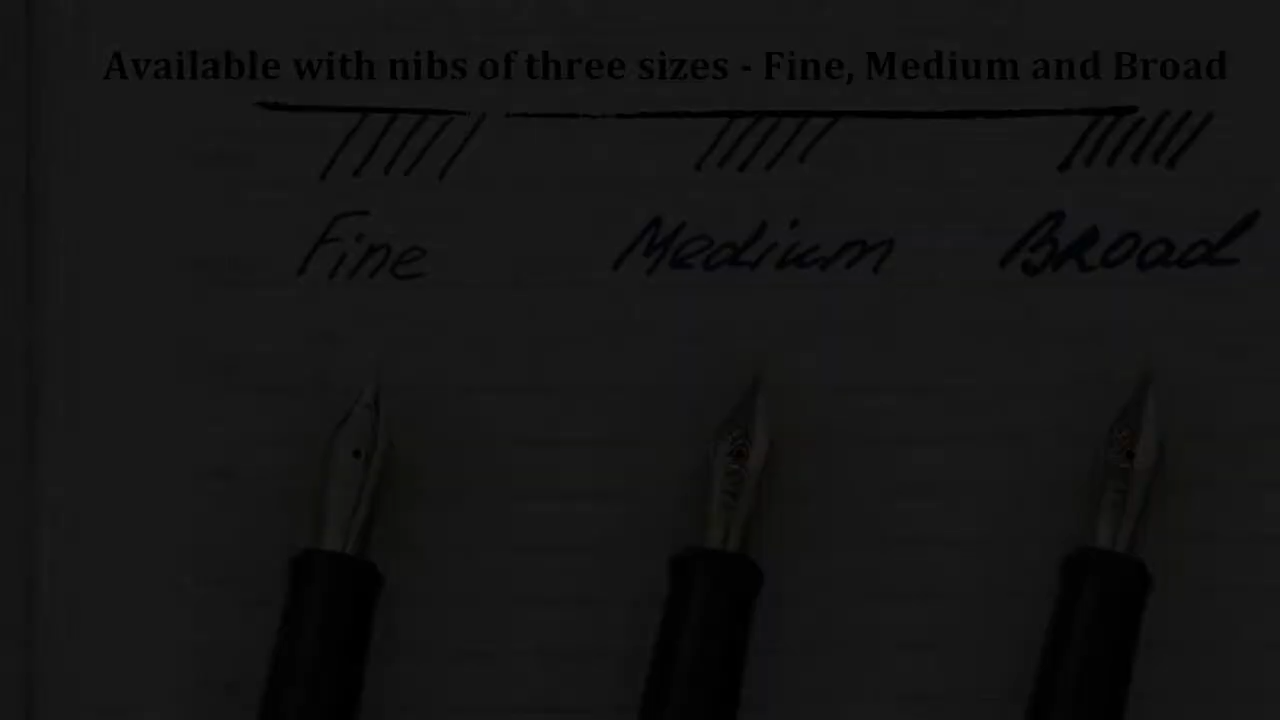 Available with nibs of three sizes - Fine, Medium and Broad
Fine Medium Broad